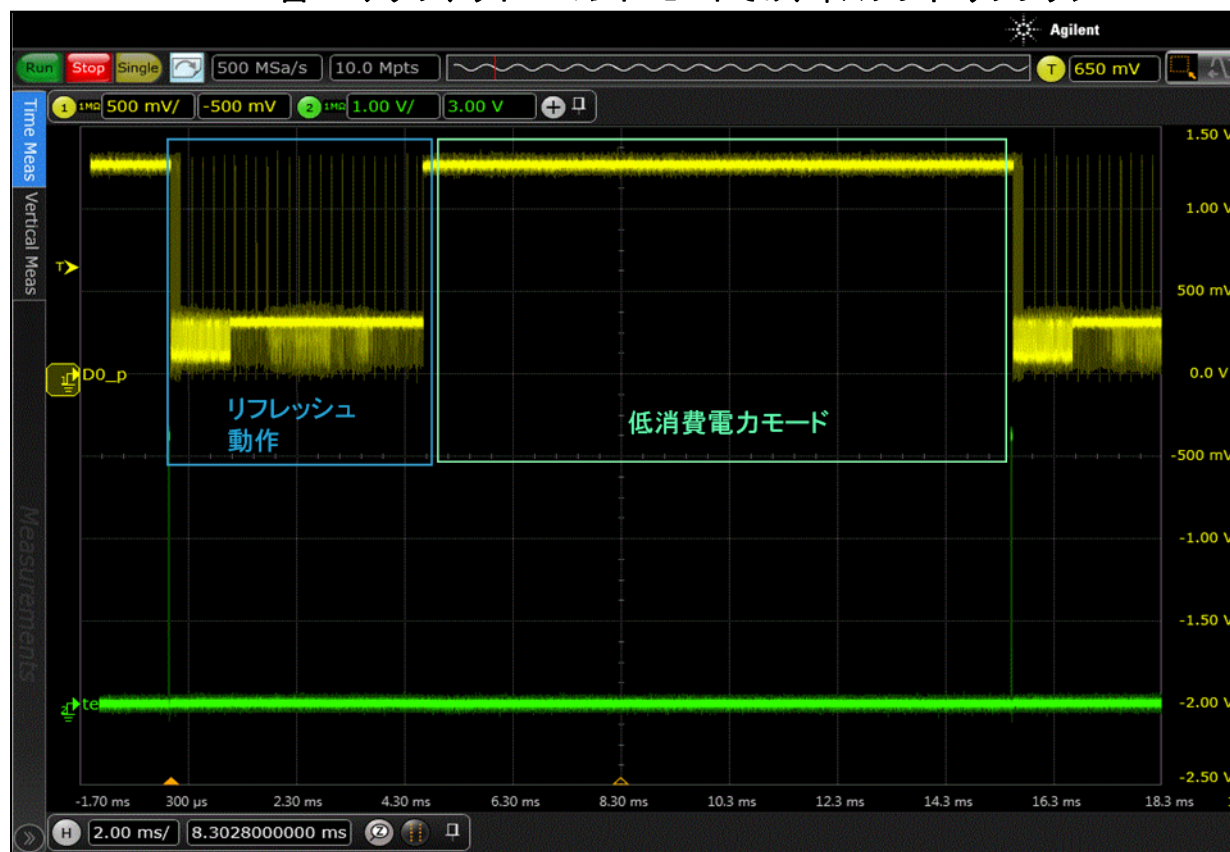 Agilent
Run Stop Single 500 MSa/s 10.0 Mpts T 650 mV
1 1MΩ 500 mV/ -500 mV 2 1MΩ 1.00 V/ 3.00 V
Time Meas
Vertical Meas
Measurements
1.50 V
1.00 V
T
500 mV
1 D0_p
0.0 V
リフレッシュ
動作
低消費電力モード
-500 mV
-1.00 V
-1.50 V
2 te
-2.00 V
-2.50 V
-1.70 ms 300 µs 2.30 ms 4.30 ms 6.30 ms 8.30 ms 10.3 ms 12.3 ms 14.3 ms 16.3 ms 18.3 ms
H 2.00 ms/ 8.3028000000 ms Z